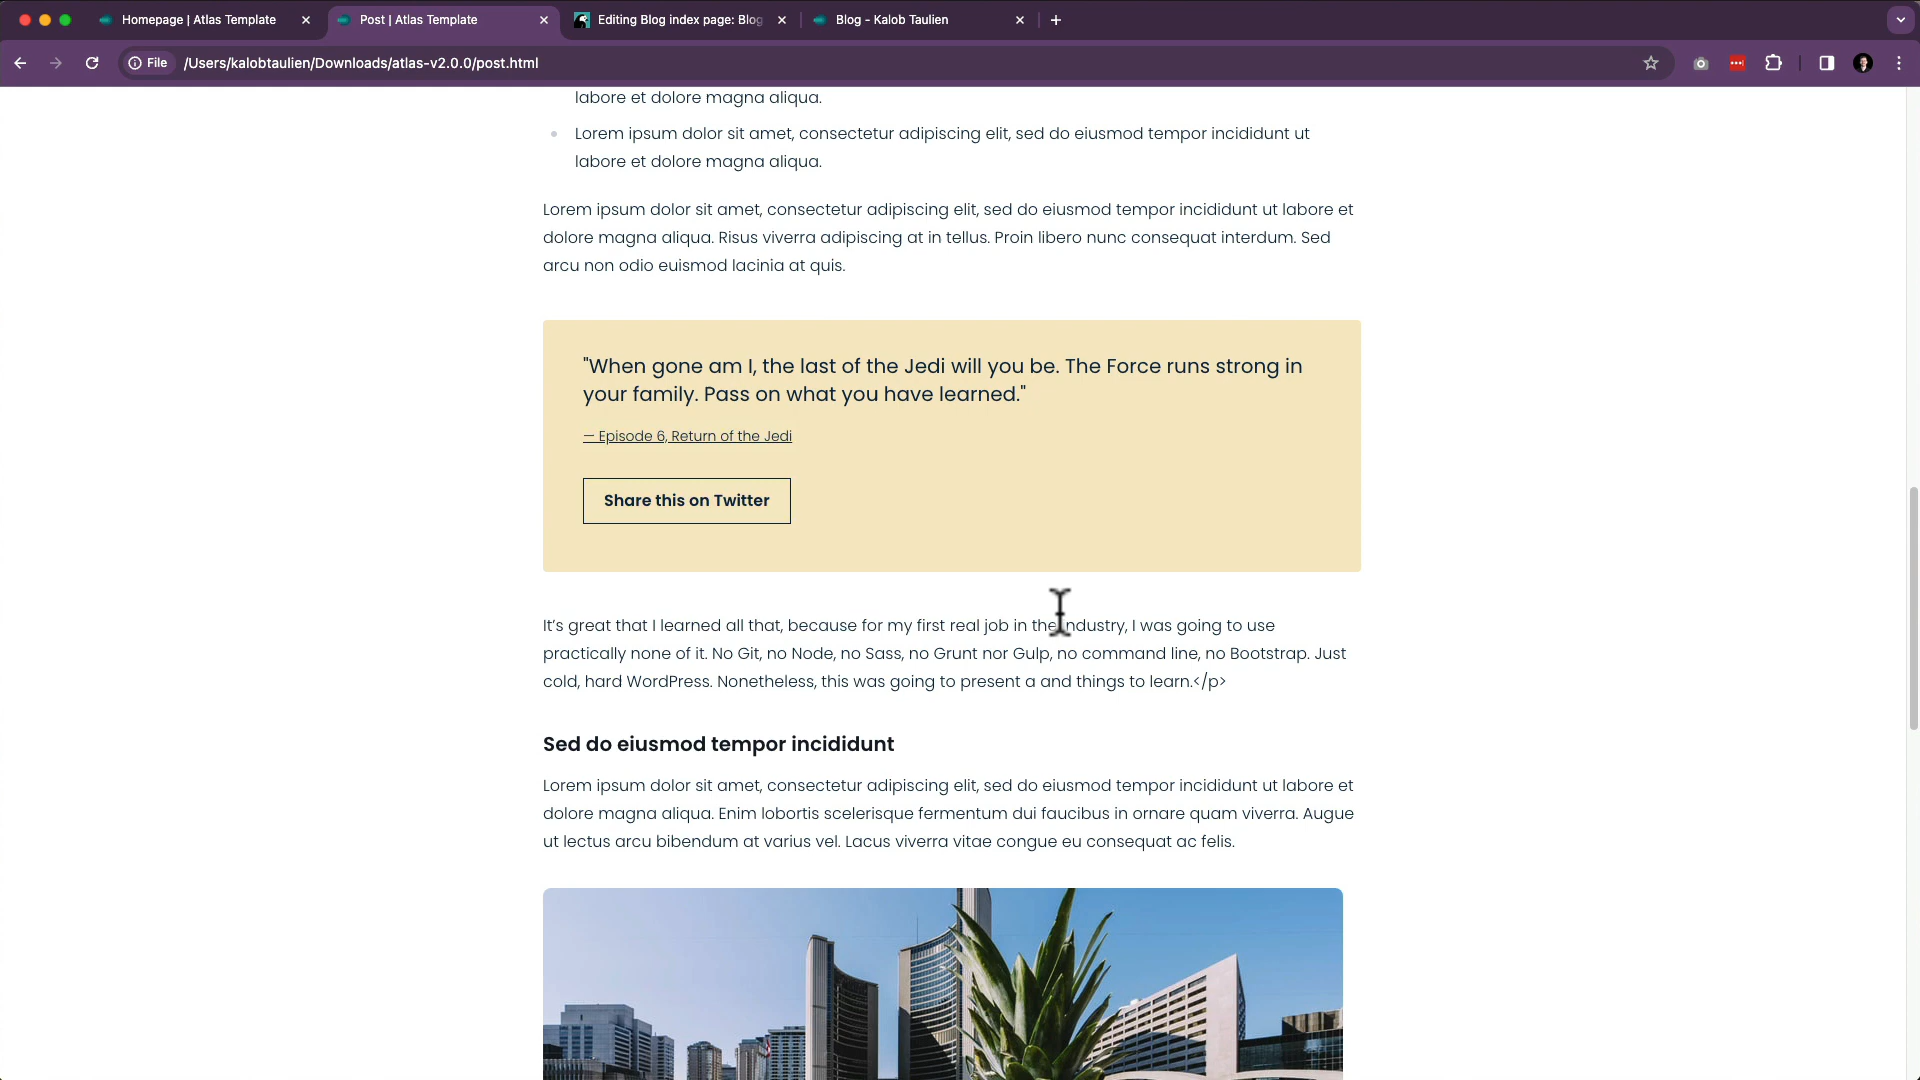 Homepage | Atlas Template
Post | Atlas Template
Editing Blog index page: Blog
Blog - Kalob Taulien
File
/Users/kalobtaulien/Downloads/atlas-v2.0.0/post.html
labore et dolore magna aliqua.
Lorem ipsum dolor sit amet, consectetur adipiscing elit, sed do eiusmod tempor incididunt ut
labore et dolore magna aliqua.
Lorem ipsum dolor sit amet, consectetur adipiscing elit, sed do eiusmod tempor incididunt ut labore et
dolore magna aliqua. Risus viverra adipiscing at in tellus. Proin libero nunc consequat interdum. Sed
arcu non odio euismod lacinia at quis.
"When gone am I, the last of the Jedi will you be. The Force runs strong in
your family. Pass on what you have learned."
— Episode 6, Return of the Jedi
Share this on Twitter
It's great that I learned all that, because for my first real job in the industry, I was going to use
practically none of it. No Git, no Node, no Sass, no Grunt nor Gulp, no command line, no Bootstrap. Just
cold, hard WordPress. Nonetheless, this was going to present a and things to learn.</p>
Sed do eiusmod tempor incididunt
Lorem ipsum dolor sit amet, consectetur adipiscing elit, sed do eiusmod tempor incididunt ut labore et
dolore magna aliqua. Enim lobortis scelerisque fermentum dui faucibus in ornare quam viverra. Augue
ut lectus arcu bibendum at varius vel. Lacus viverra vitae congue eu consequat ac felis.